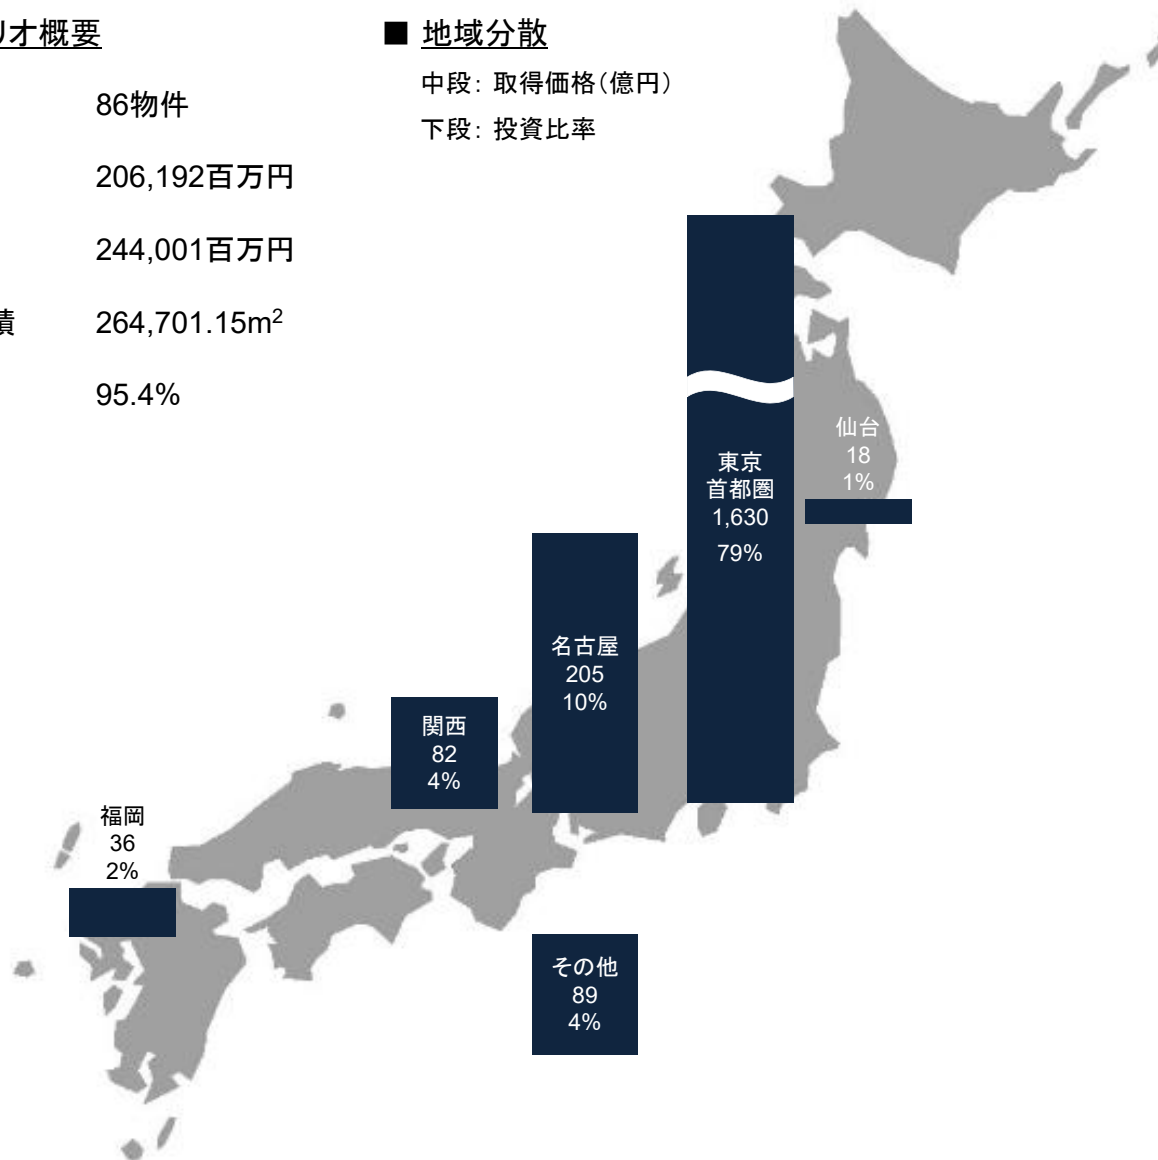 リオ概要
86物件
206,192百万円
244,001百万円
積 264,701.15m²
95.4%
■ 地域分散
中段: 取得価格(億円)
下段: 投資比率
仙台
18
1%
東京
首都圏
1,630
79%
名古屋
205
10%
関西
82
4%
福岡
36
2%
その他
89
4%